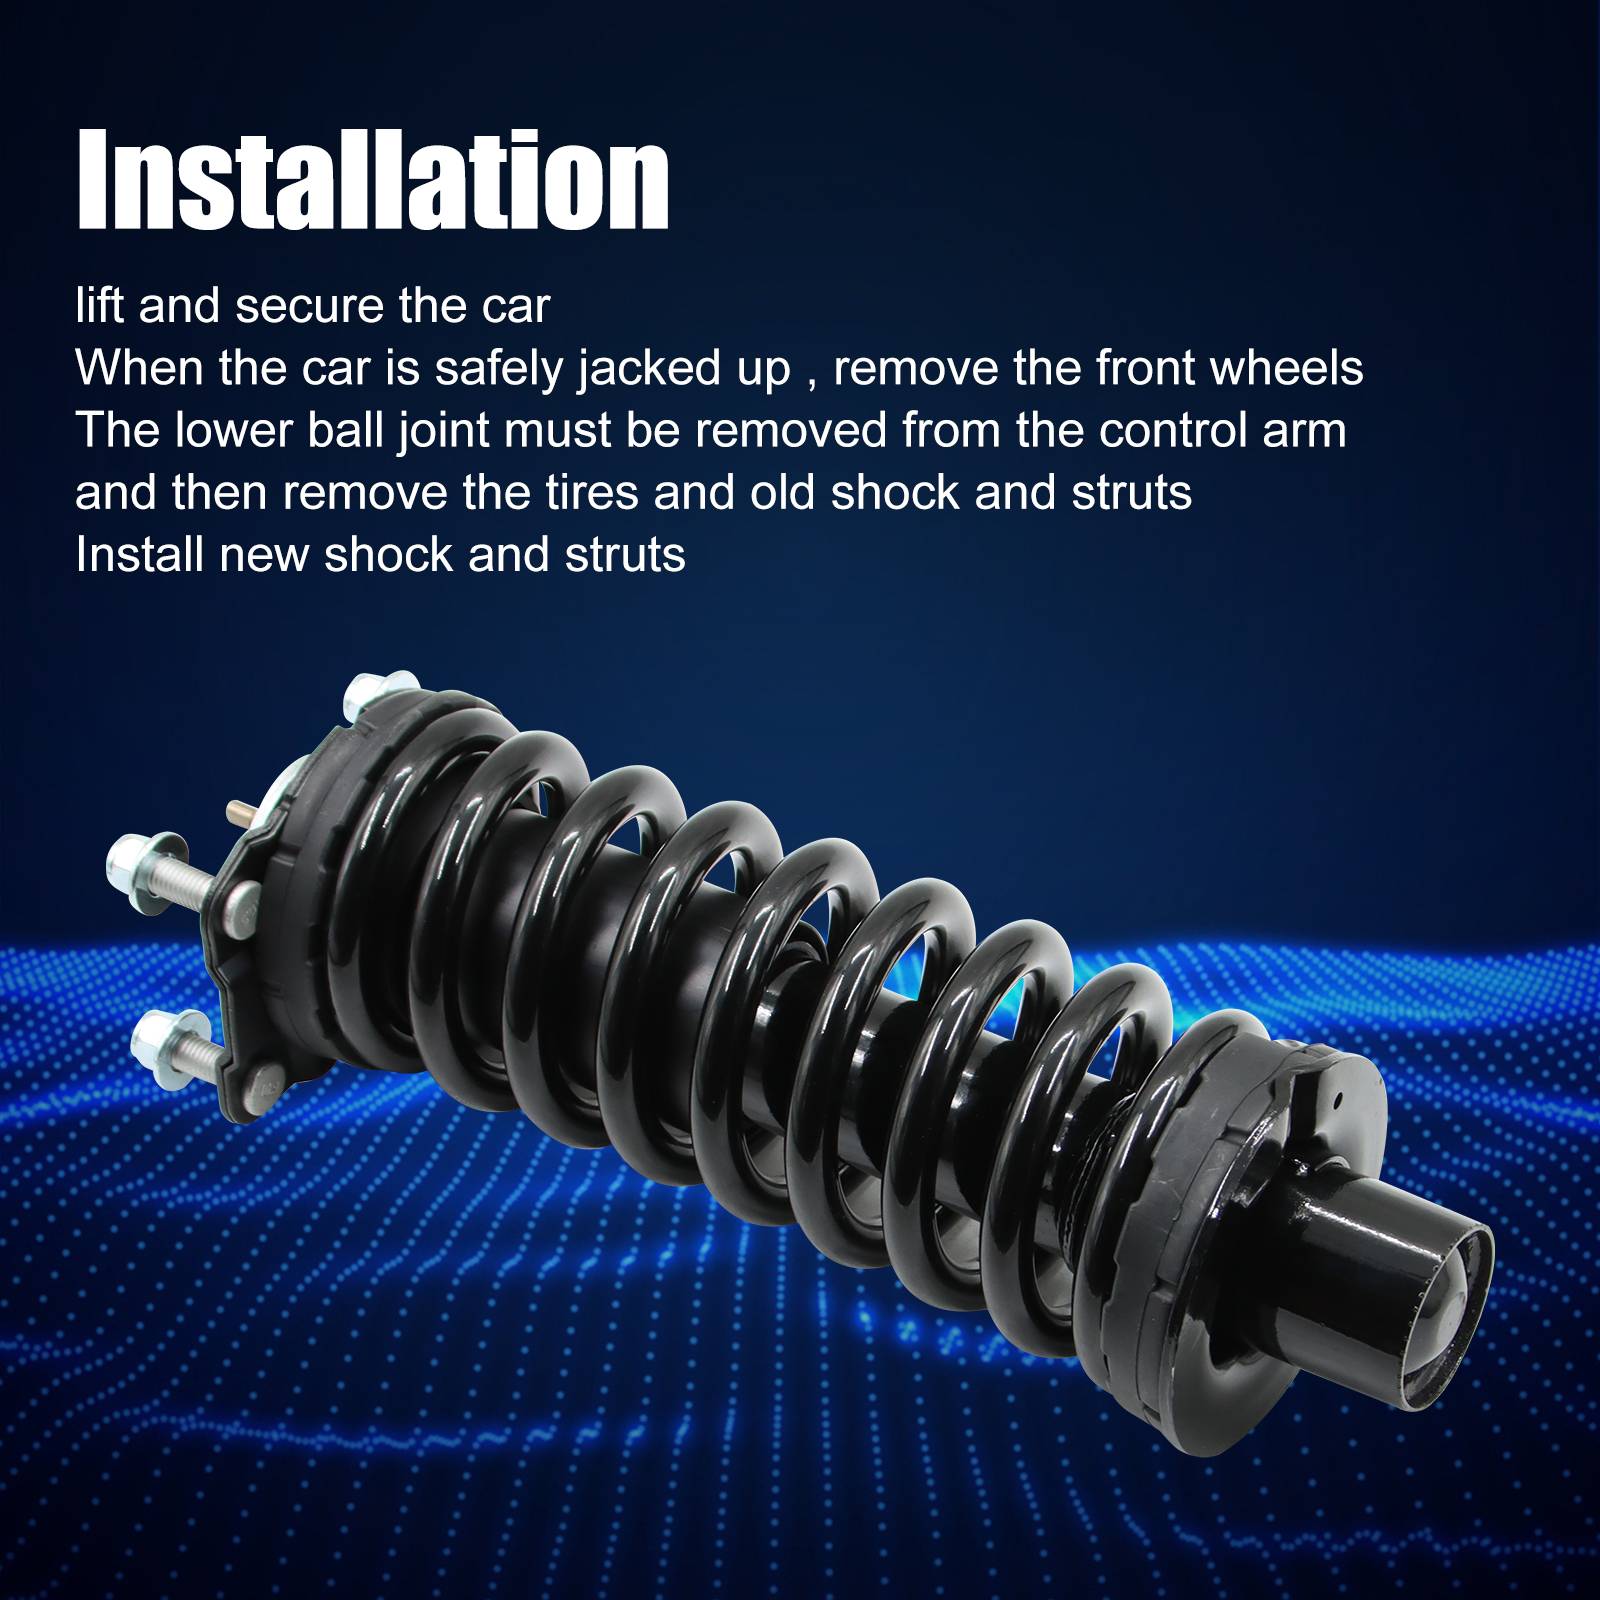 Installation
lift and secure the car
When the car is safely jacked up , remove the front wheels
The lower ball joint must be removed from the control arm
and then remove the tires and old shock and struts
Install new shock and struts